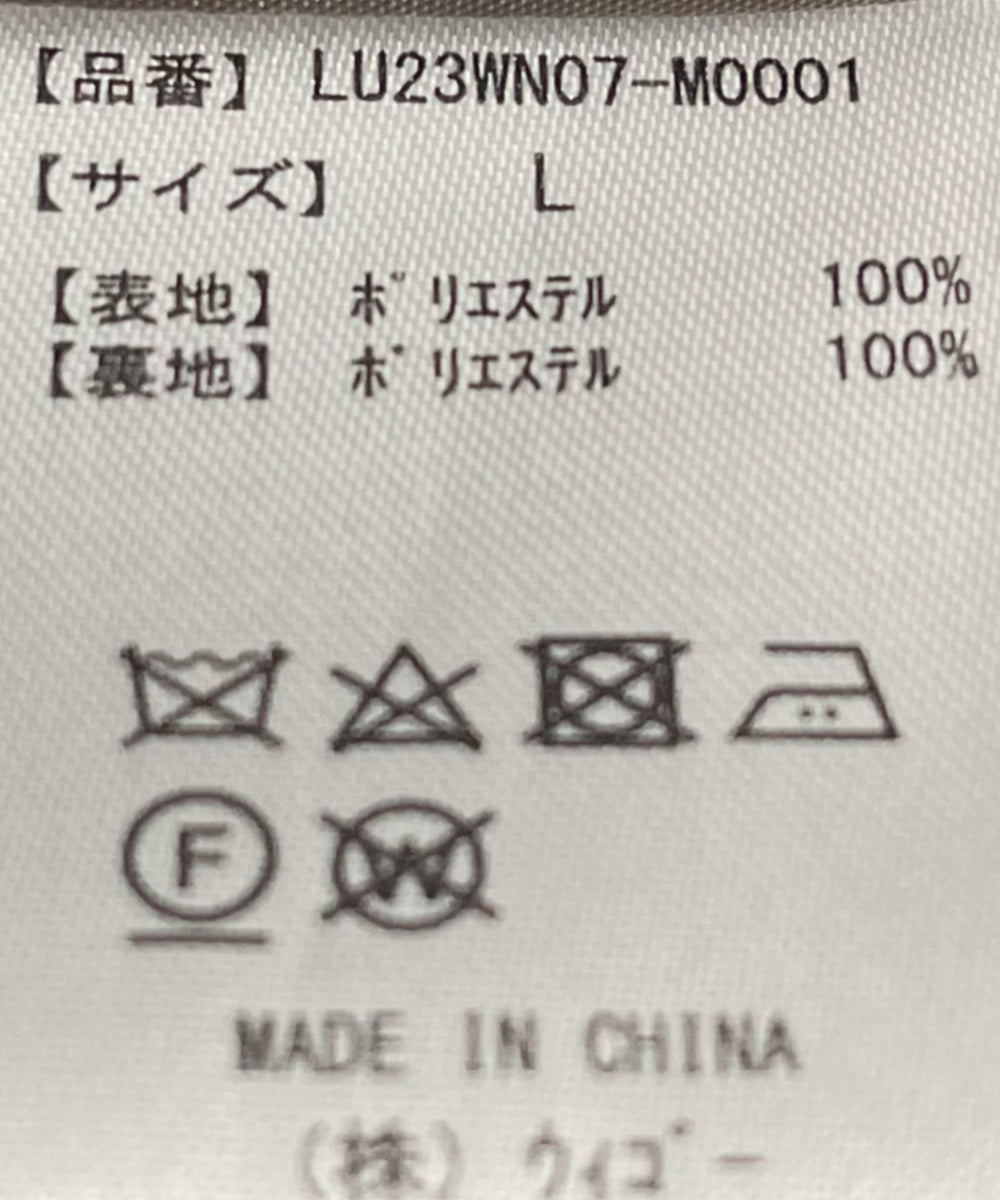 【品番】 LU23WN07-M0001
【サイズ】 L
【表地】 ポリエステル 100%
【裏地】 ポリエステル 100%
F W
MADE IN CHINA
(株) ウィゴー